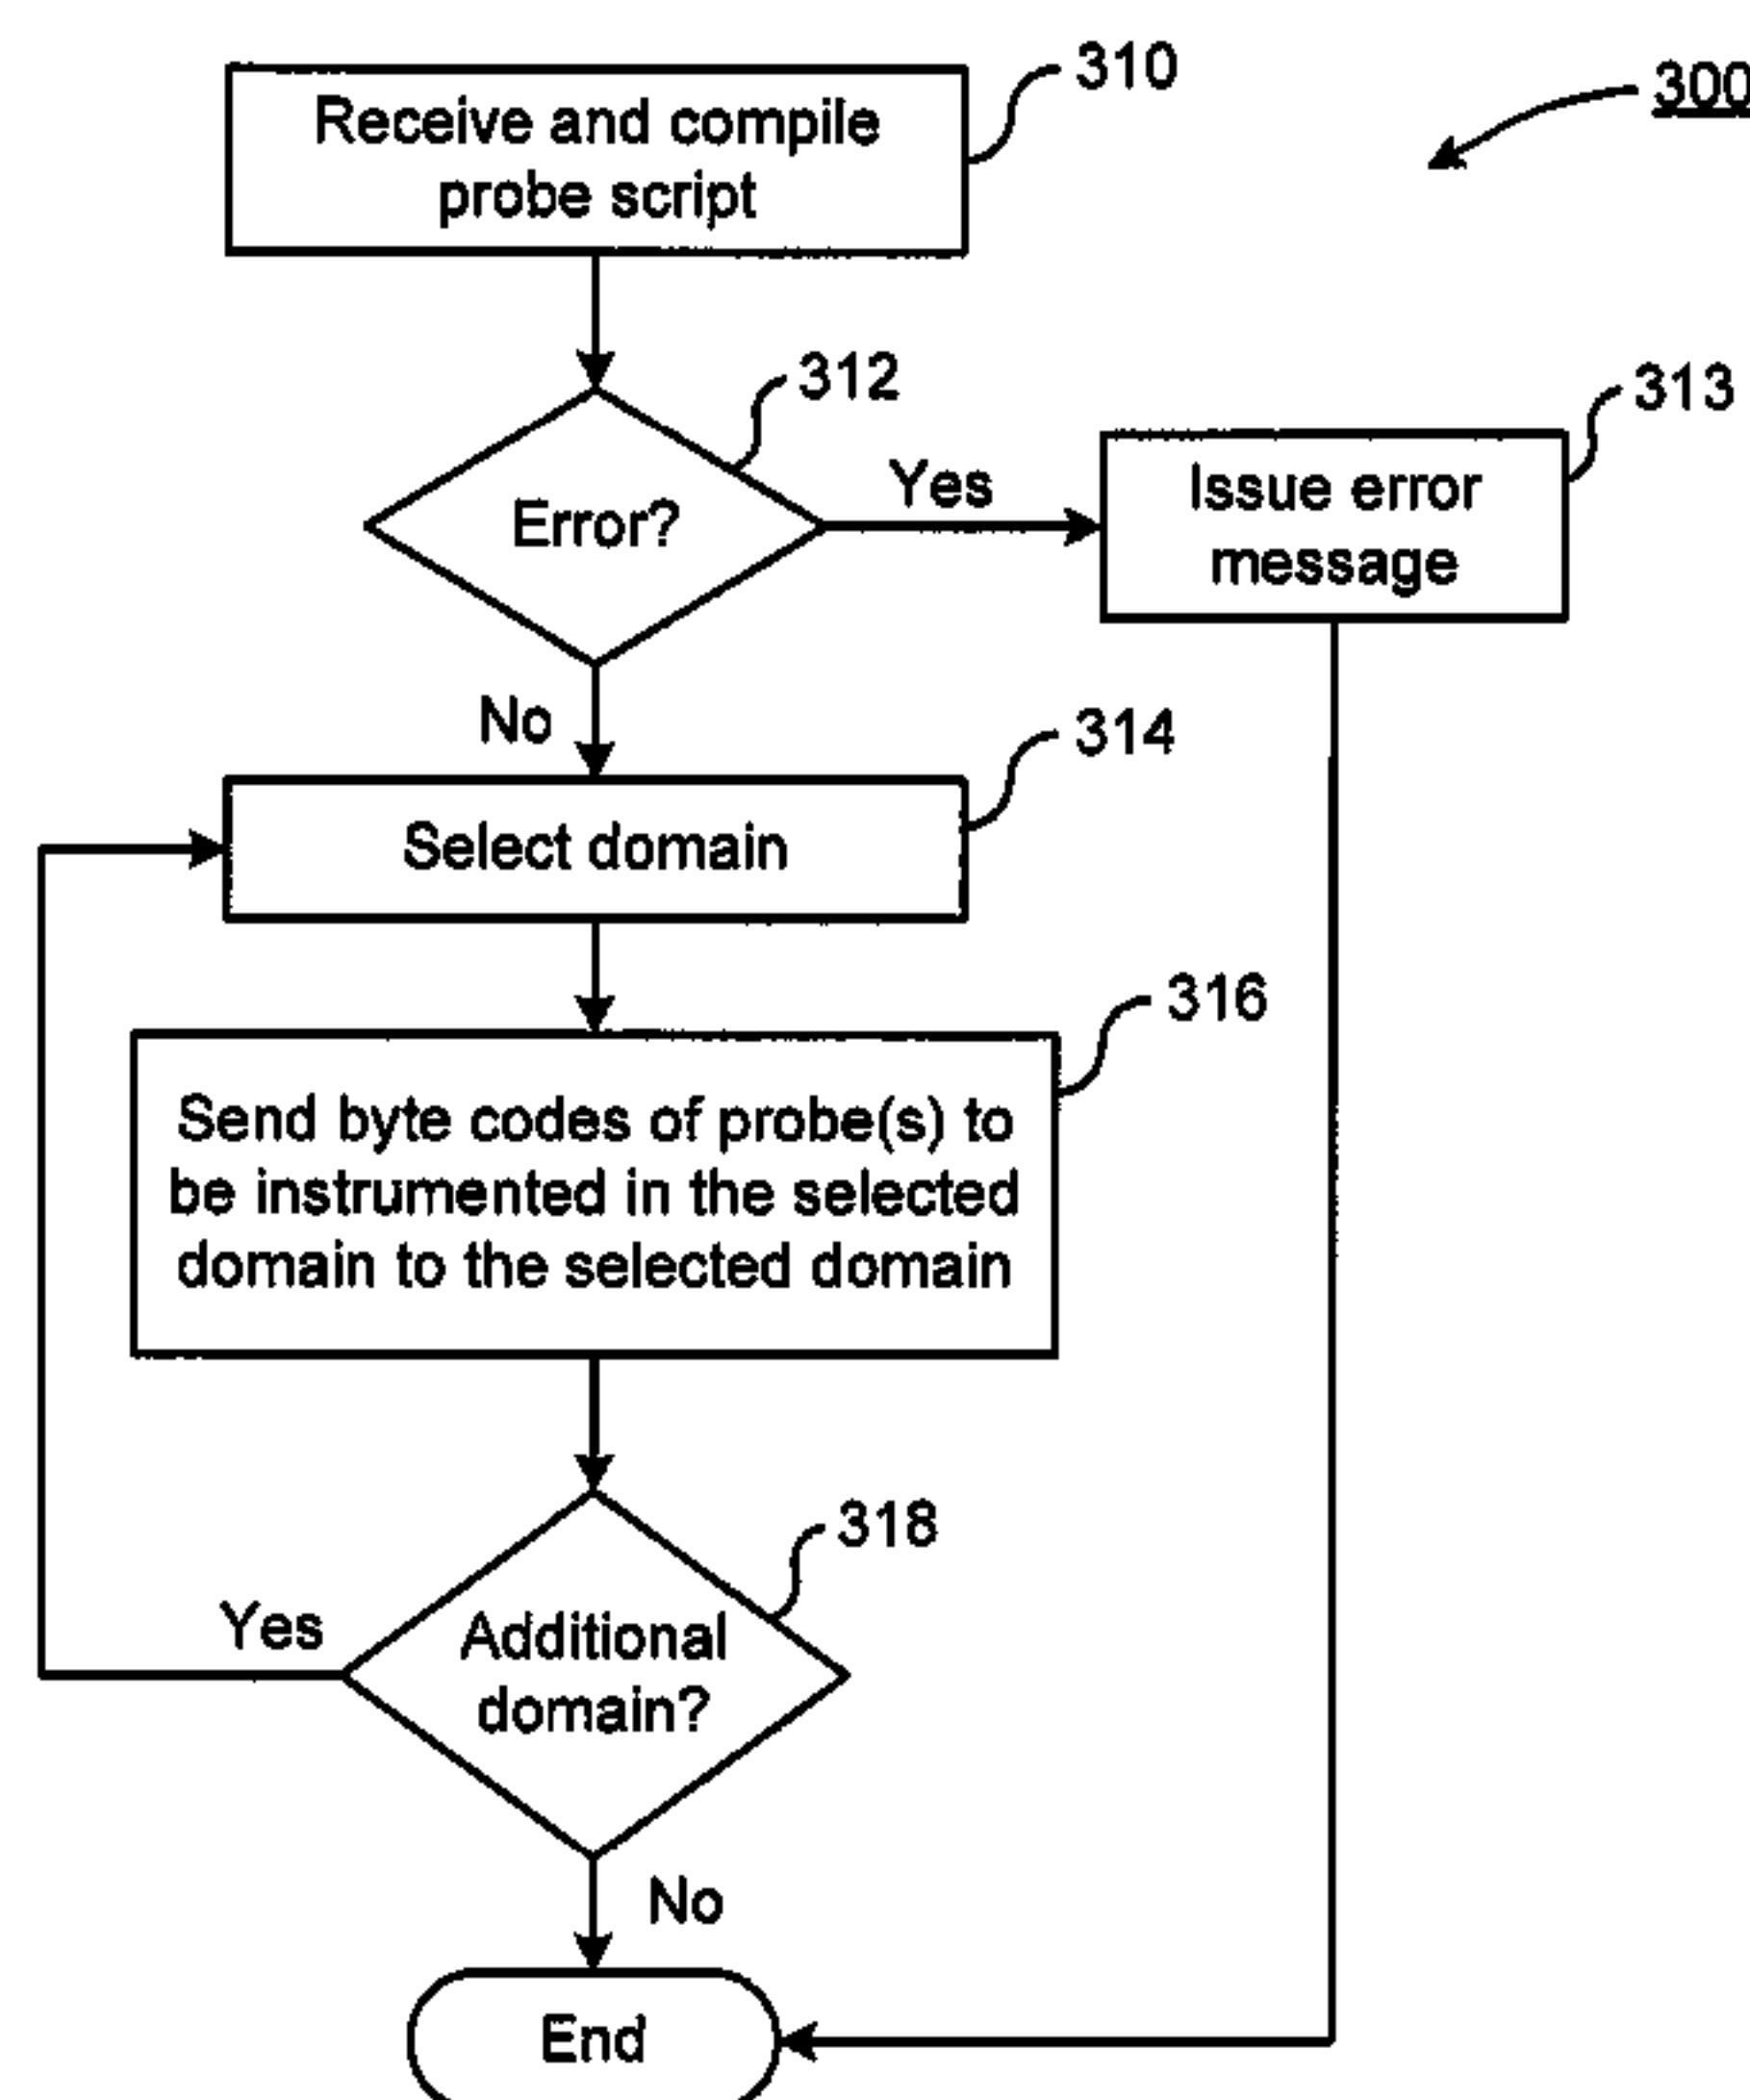 310
300
Receive and compile
probe script
312
313
Error?
Yes
Issue error
message
No
314
Select domain
316
Send byte codes of probe(s) to
be instrumented in the selected
domain to the selected domain
318
Yes
Additional
domain?
No
End